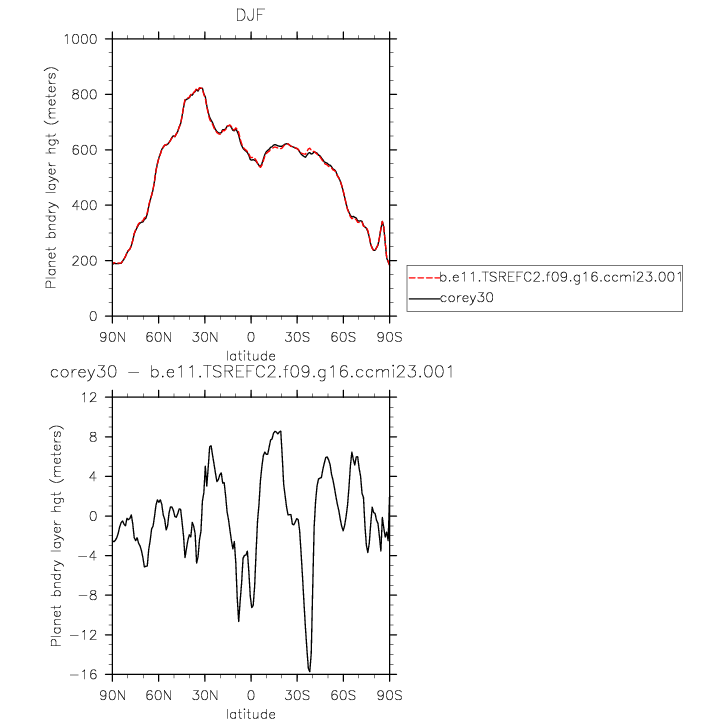 DJF
1000
800
600
400
200
0
Planet bndry layer hgt (meters)
90N 60N 30N 0 30S 60S 90S
latitude
b.e11.TSREFC2.f09.g16.ccmi23.001
corey30
corey30 − b.e11.TSREFC2.f09.g16.ccmi23.001
12
8
4
0
−4
−8
−12
−16
Planet bndry layer hgt (meters)
90N 60N 30N 0 30S 60S 90S
latitude